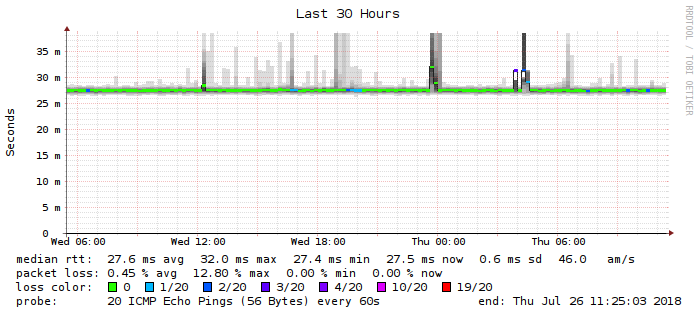 Last 30 Hours
RRDTOOL / TOBI OETIKER
Seconds
35 m
30 m
25 m
20 m
15 m
10 m
5 m
0
Wed 06:00 Wed 12:00 Wed 18:00 Thu 00:00 Thu 06:00
median rtt: 27.6 ms avg 32.0 ms max 27.4 ms min 27.5 ms now 0.6 ms sd 46.0 am/s
packet loss: 0.45 % avg 12.80 % max 0.00 % min 0.00 % now
loss color: 0 1/20 2/20 3/20 4/20 10/20 19/20
probe: 20 ICMP Echo Pings (56 Bytes) every 60s end: Thu Jul 26 11:25:03 2018